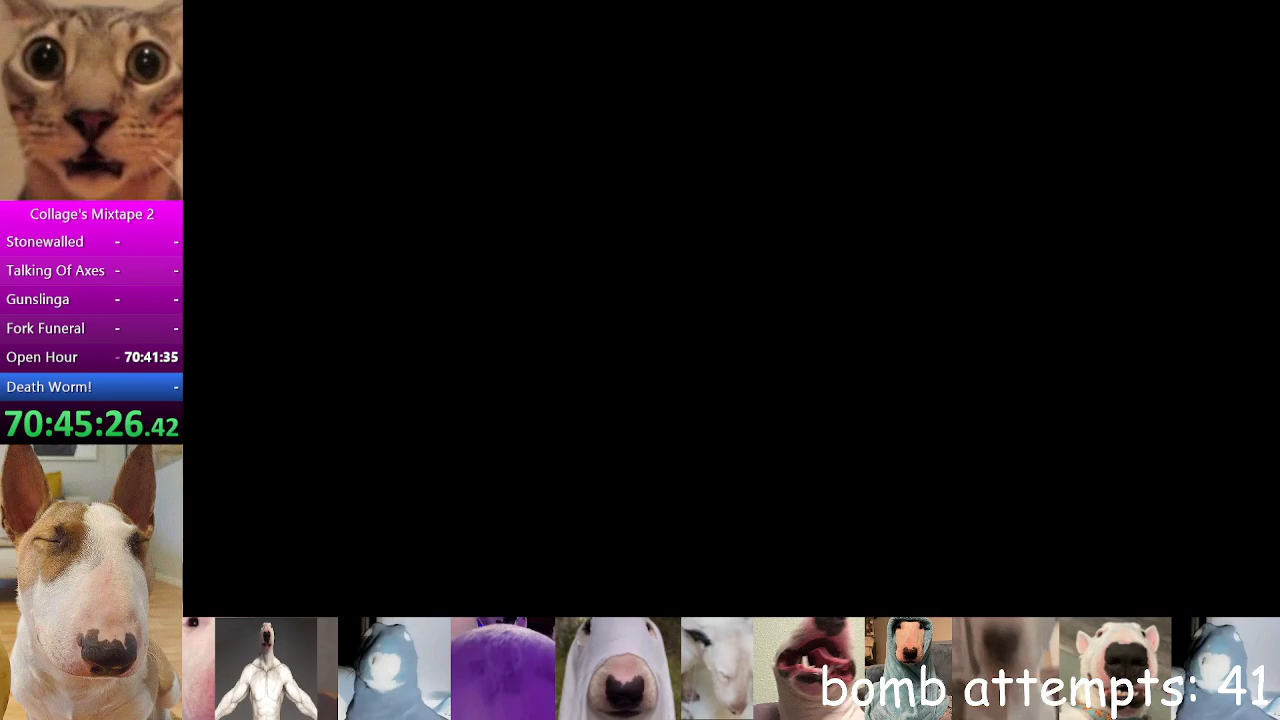 Collage's Mixtape 2
Stonewalled - -
Talking Of Axes - -
Gunslinga - -
Fork Funeral - -
Open Hour - 70:41:35
Death Worm! -
70:45:26.42
bomb attempts: 41